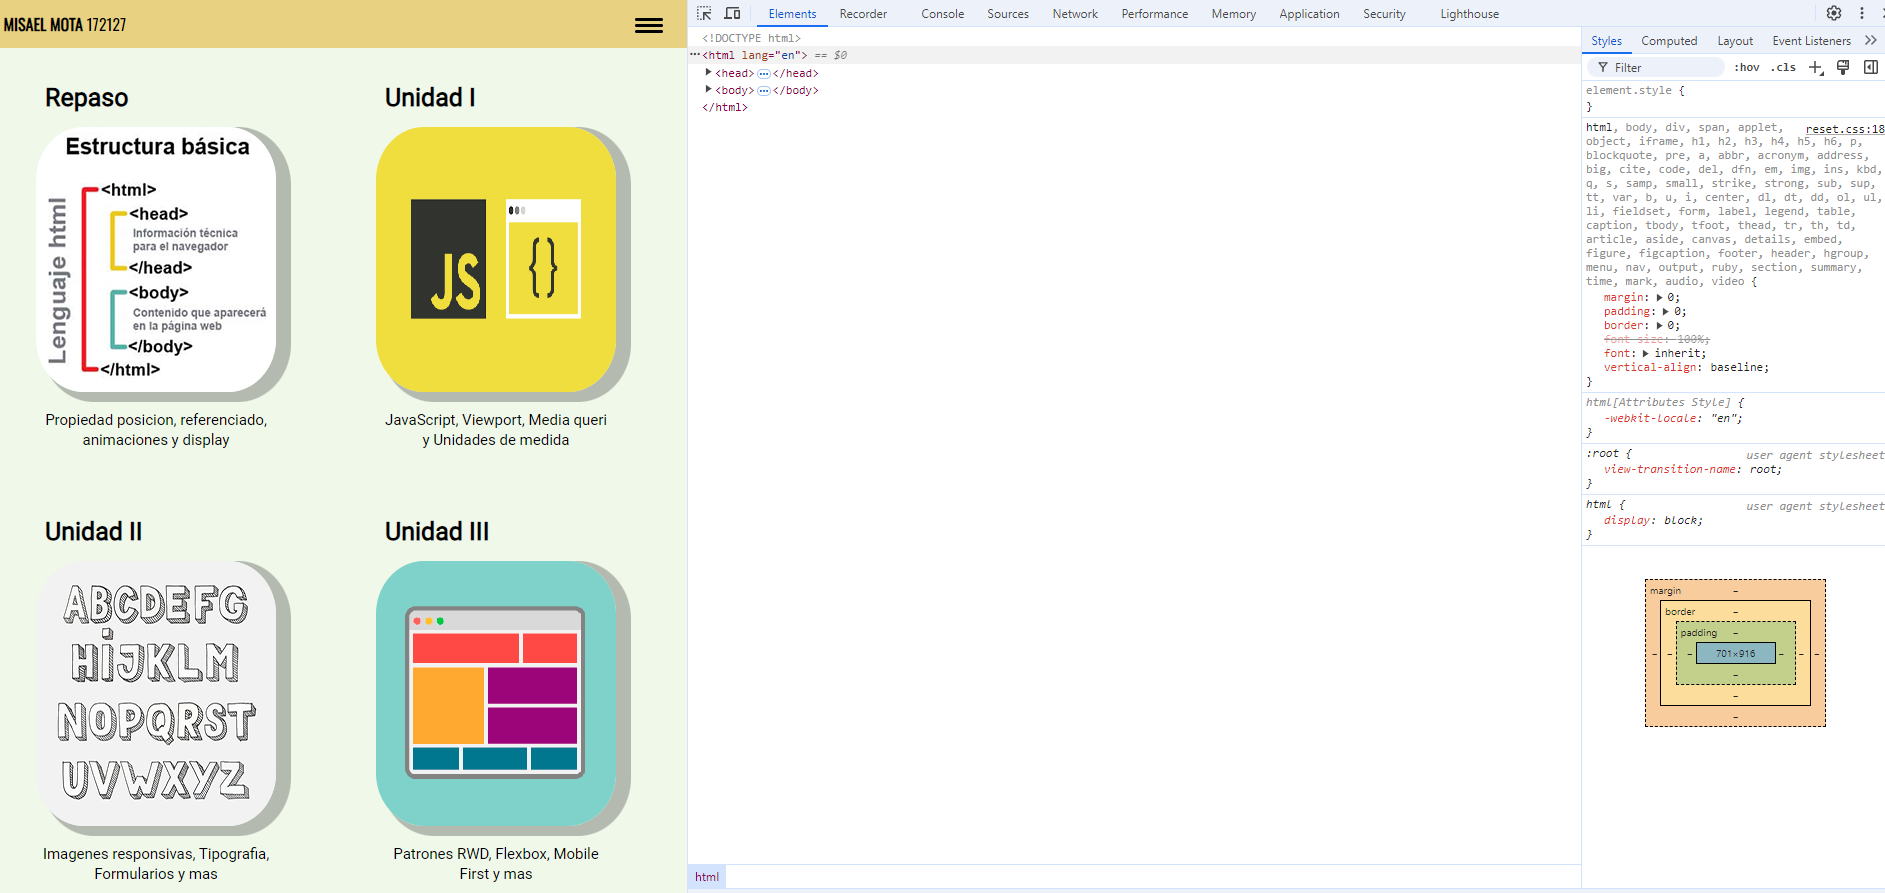 MISAEL MOTA 172127
Repaso
Estructura básica
Lenguaje html
<html>
<head>
Información técnica
para el navegador
</head>
<body>
Contenido que aparecerá
en la página web
</body>
</html>
Propiedad posicion, referenciado,
animaciones y display
Unidad I
JS
{}
JavaScript, Viewport, Media queri
y Unidades de medida
Unidad II
ABCDEFG
HIJKLM
NOPQRST
UVWXYZ
Imagenes responsivas, Tipografia,
Formularios y mas
Unidad III
Patrones RWD, Flexbox, Mobile
First y mas
Elements Recorder Console Sources Network Performance Memory Application Security Lighthouse
<!DOCTYPE html>
<html lang="en"> == $0
<head> </head>
<body> </body>
</html>
html
Styles Computed Layout Event Listeners
Filter :hov .cls
element.style {
}
html, body, div, span, applet, reset.css:18
object, iframe, h1, h2, h3, h4, h5, h6, p,
blockquote, pre, a, abbr, acronym, address,
big, cite, code, del, dfn, em, img, ins, kbd,
q, s, samp, small, strike, strong, sub, sup,
tt, var, b, u, i, center, dl, dt, dd, ol, ul,
li, fieldset, form, label, legend, table,
caption, tbody, tfoot, thead, tr, th, td,
article, aside, canvas, details, embed,
figure, figcaption, footer, header, hgroup,
menu, nav, output, ruby, section, summary,
time, mark, audio, video {
margin: 0;
padding: 0;
border: 0;
font-size: 100%;
font: inherit;
vertical-align: baseline;
}
html[Attributes Style] {
-webkit-locale: "en";
}
:root { user agent stylesheet
view-transition-name: root;
}
html { user agent stylesheet
display: block;
}
margin –
border –
padding –
– – – 701×916 – – –
–
–
–